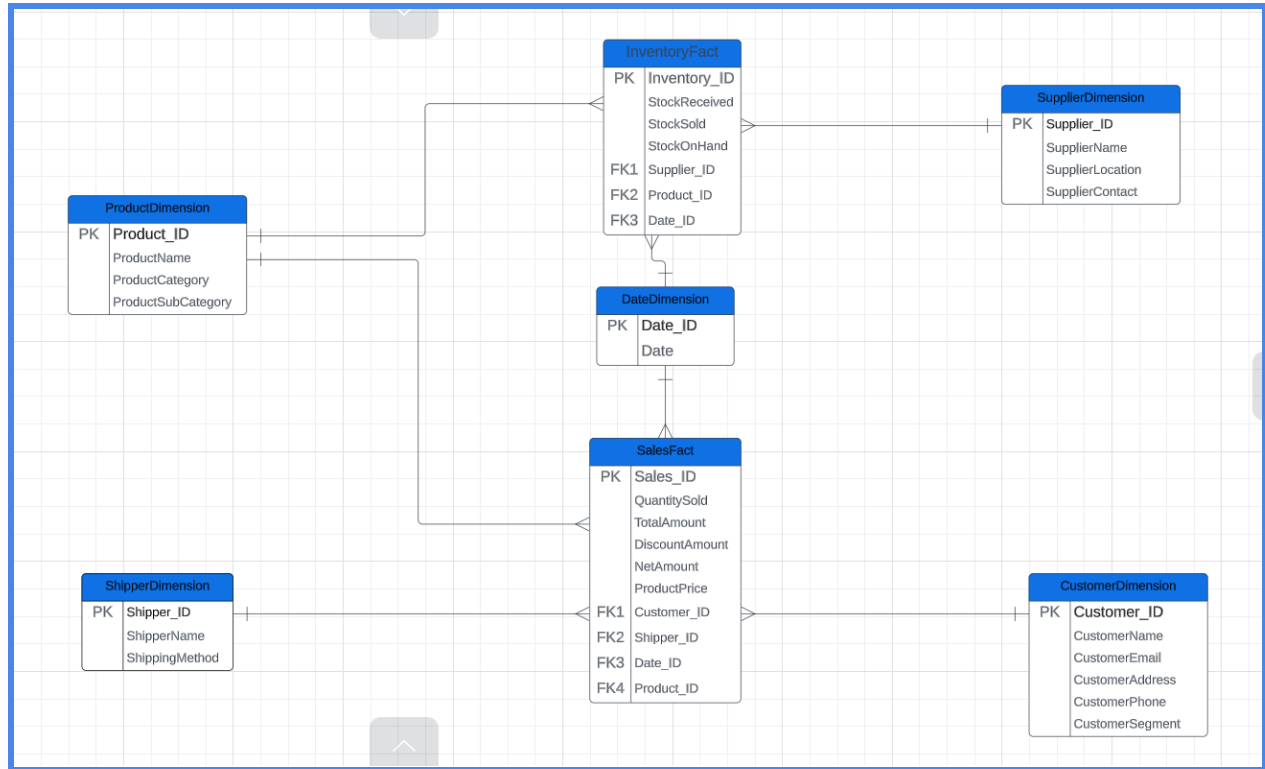 InventoryFact
PK Inventory_ID
StockReceived
StockSold
StockOnHand
FK1 Supplier_ID
FK2 Product_ID
FK3 Date_ID
SupplierDimension
PK Supplier_ID
SupplierName
SupplierLocation
SupplierContact
ProductDimension
PK Product_ID
ProductName
ProductCategory
ProductSubCategory
DateDimension
PK Date_ID
Date
SalesFact
PK Sales_ID
QuantitySold
TotalAmount
DiscountAmount
NetAmount
ProductPrice
FK1 Customer_ID
FK2 Shipper_ID
FK3 Date_ID
FK4 Product_ID
ShipperDimension
PK Shipper_ID
ShipperName
ShippingMethod
CustomerDimension
PK Customer_ID
CustomerName
CustomerEmail
CustomerAddress
CustomerPhone
CustomerSegment